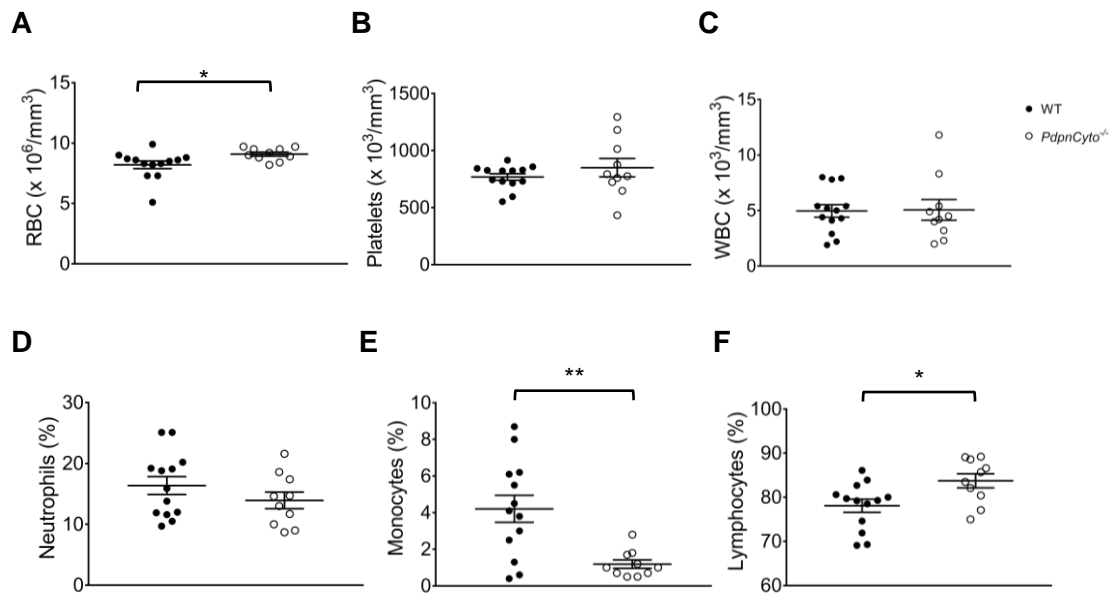 A
B
C
*
RBC (x 10⁶/mm³)
15
10
5
0
Platelets (x 10³/mm³)
1500
1000
500
0
WBC (x 10³/mm³)
15
10
5
0
WT
PdpnCyto⁻/⁻
D
E
F
Neutrophils (%)
30
20
10
0
**
Monocytes (%)
10
8
6
4
2
0
*
Lymphocytes (%)
100
90
80
70
60